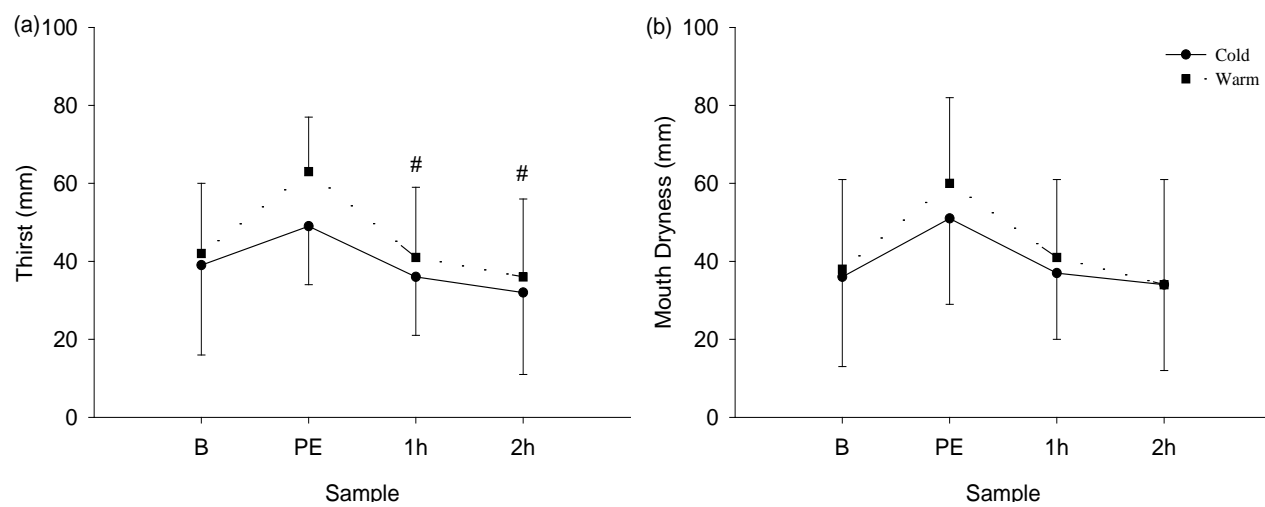 (a)
100
80
60
40
20
0
Thirst (mm)
#
#
B PE 1h 2h
Sample
(b)
100
80
60
40
20
0
Mouth Dryness (mm)
Cold
Warm
B PE 1h 2h
Sample